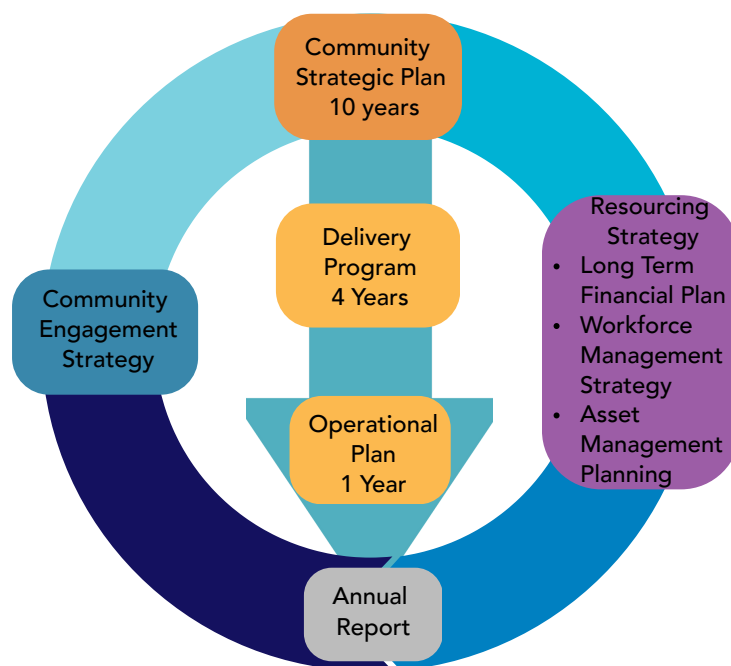 Community
Strategic Plan
10 years
Delivery
Program
4 Years
Community
Engagement
Strategy
Resourcing
Strategy
• Long Term
Financial Plan
• Workforce
Management
Strategy
• Asset
Management
Planning
Operational
Plan
1 Year
Annual
Report